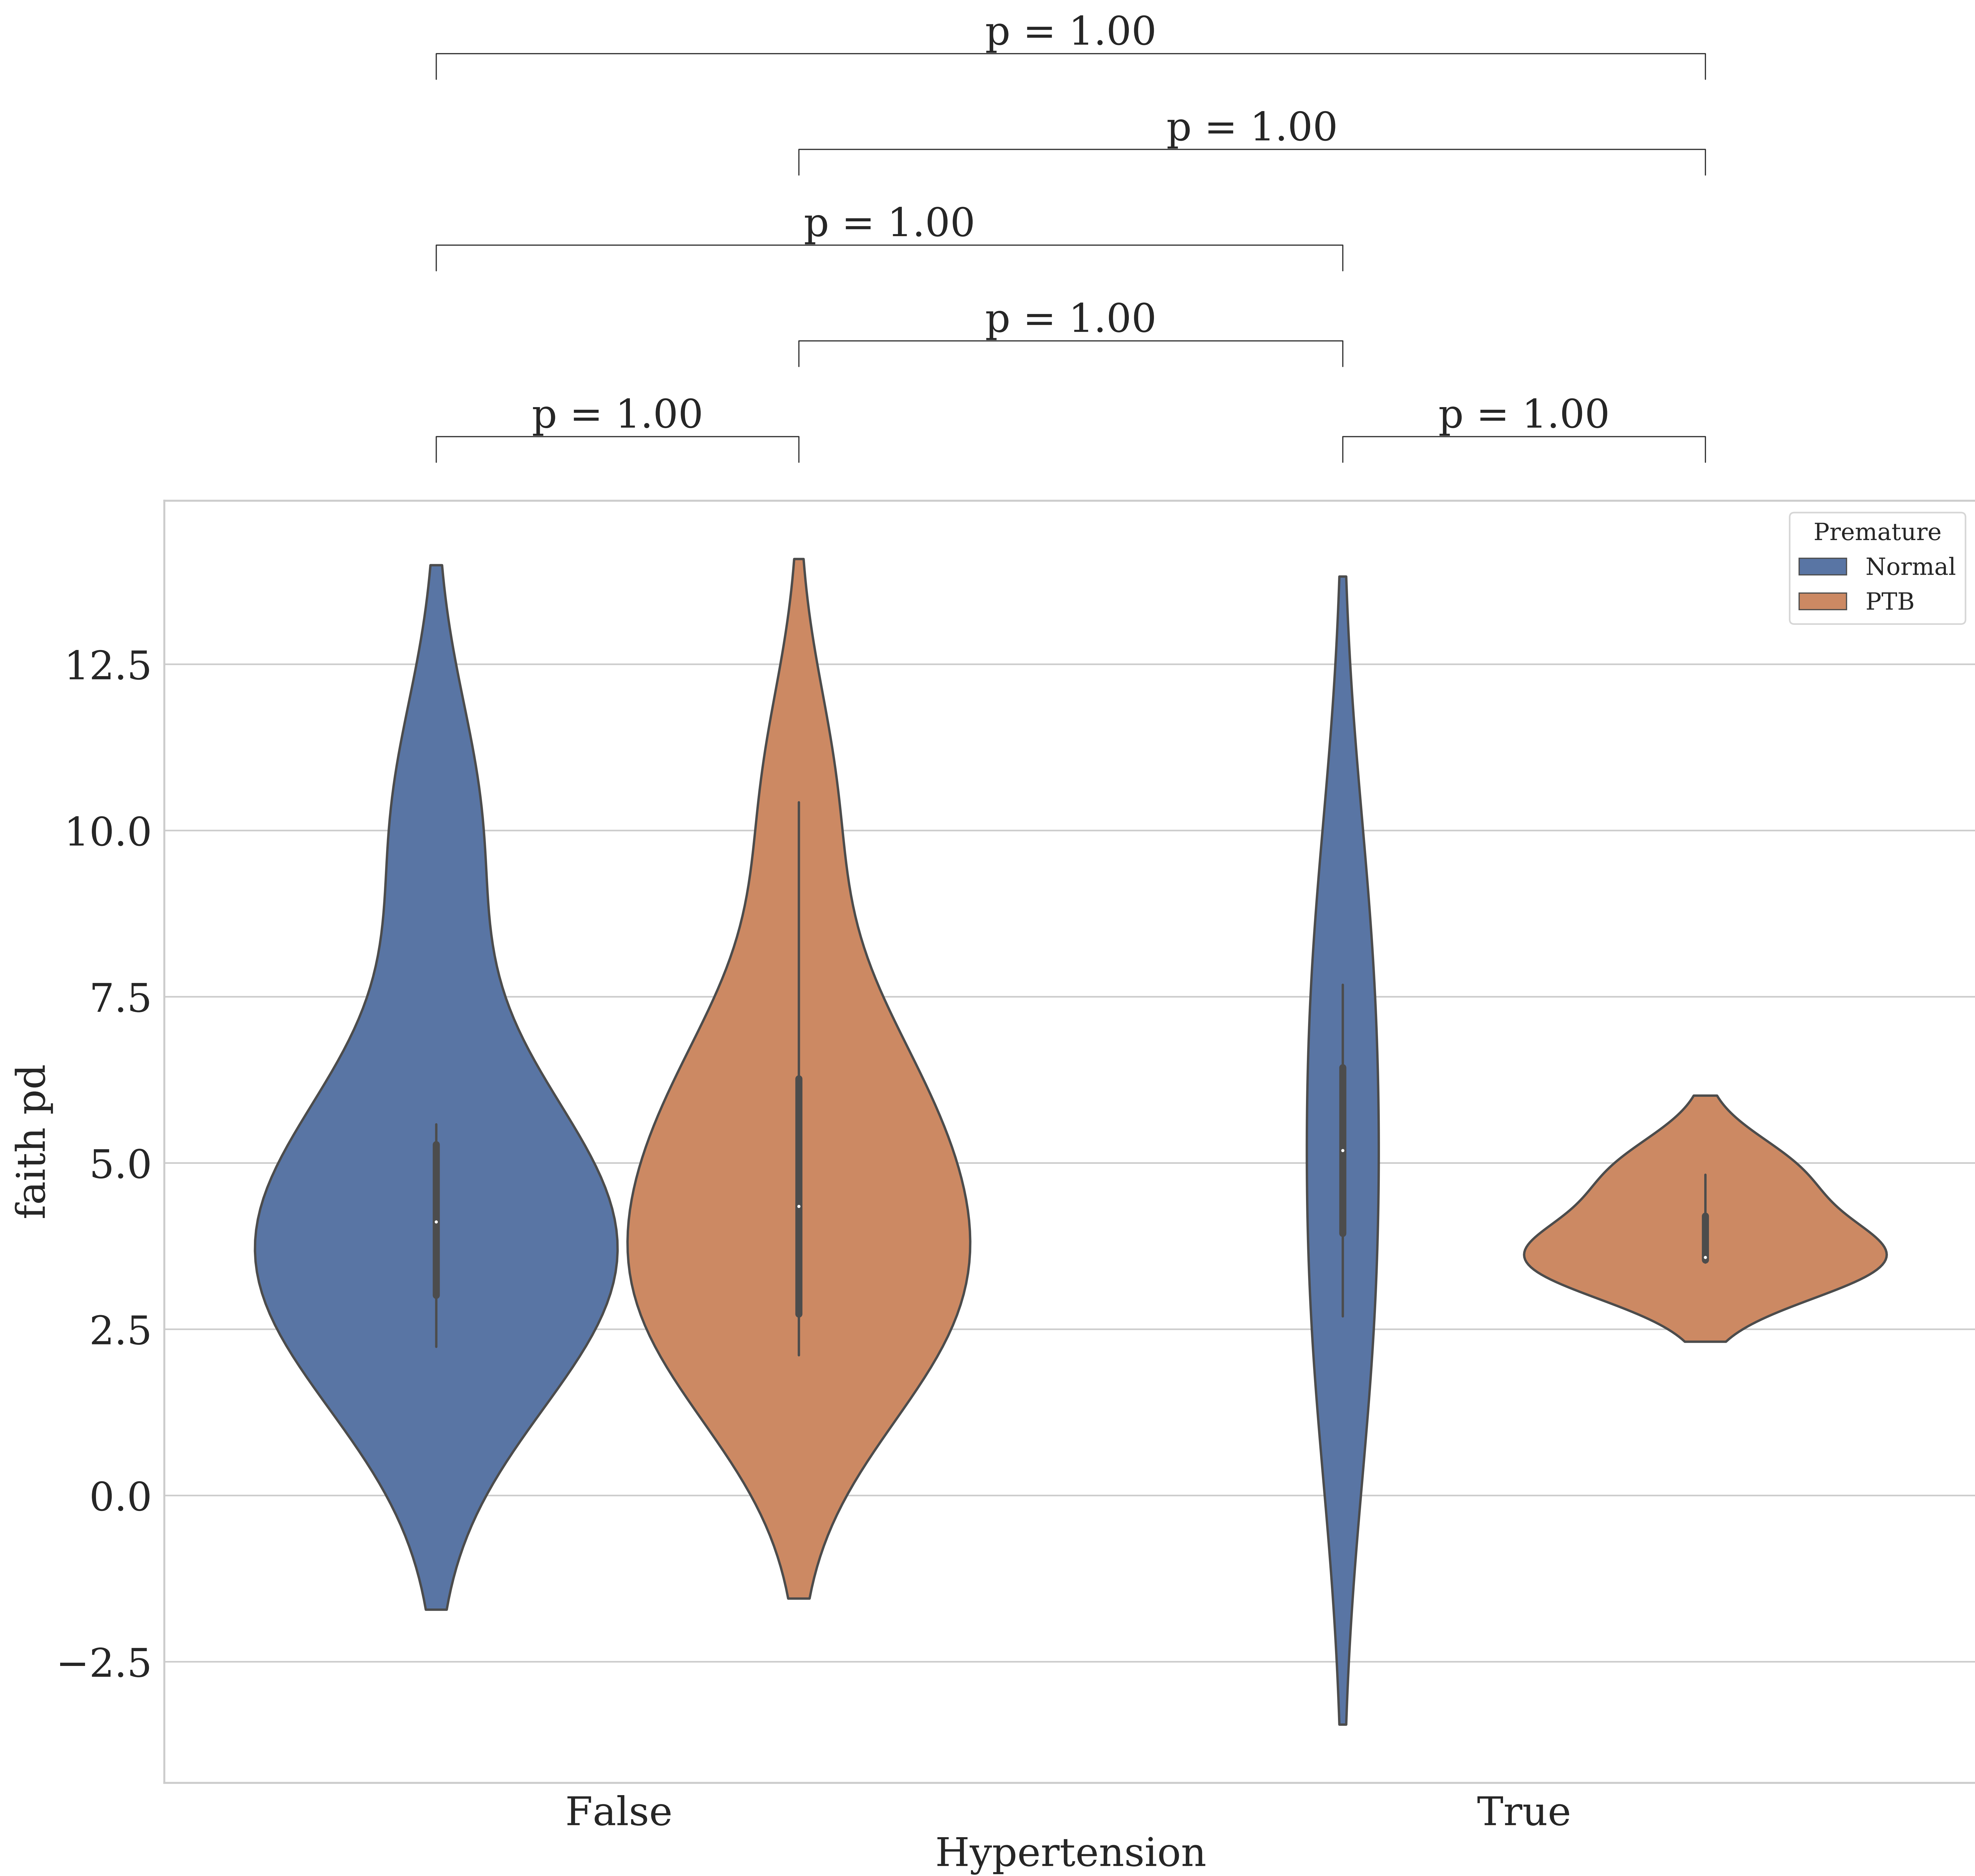 p = 1.00
p = 1.00
p = 1.00
p = 1.00
p = 1.00 p = 1.00
Premature
Normal
PTB
12.5
10.0
7.5
5.0
2.5
0.0
−2.5
faith pd
False True
Hypertension